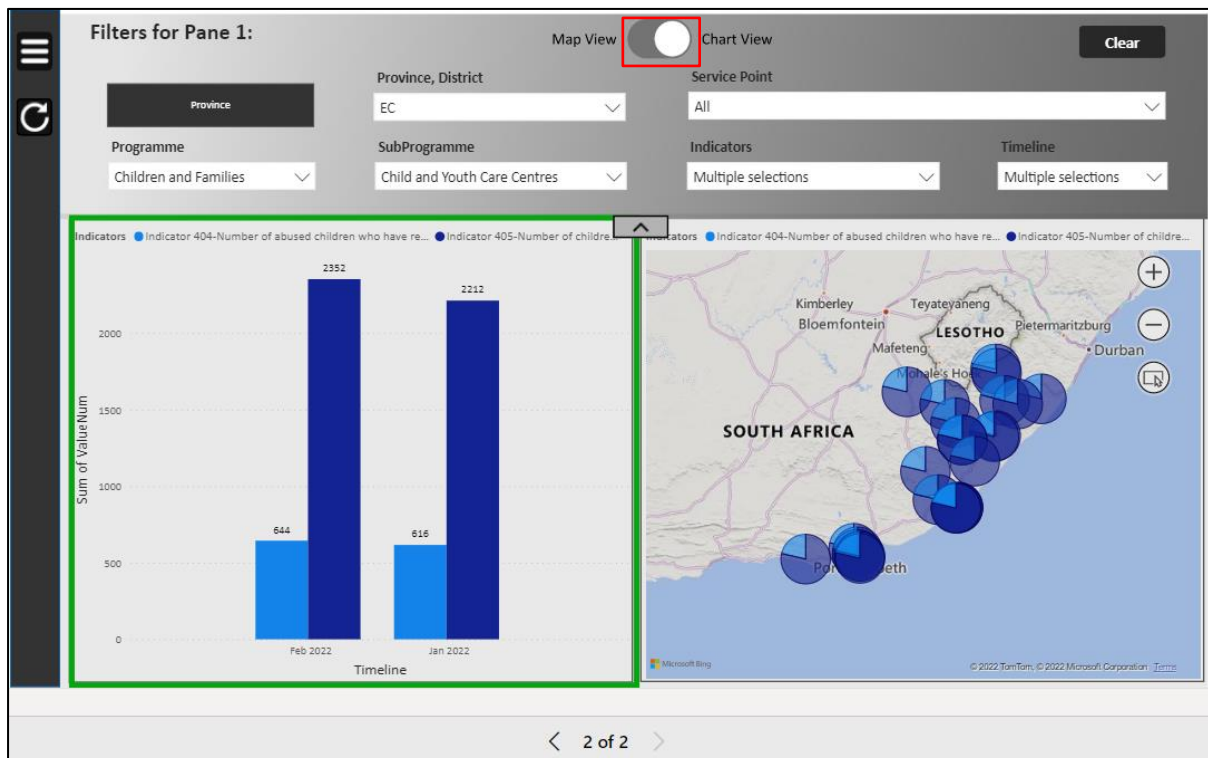 Filters for Pane 1:
Map View
Chart View
Clear
Province, District
Service Point
Province
EC
All
Programme
SubProgramme
Indicators
Timeline
Children and Families
Child and Youth Care Centres
Multiple selections
Multiple selections
Indicators Indicator 404-Number of abused children who have re... Indicator 405-Number of childre...
Indicator 404-Number of abused children who have re... Indicator 405-Number of childre...
Sum of ValueNum
2000
1500
1000
500
0
2352
2212
644
616
Feb 2022
Jan 2022
Timeline
Kimberley
Teyateyaneng
Bloemfontein
LESOTHO
Pietermaritzburg
Mafeteng
Durban
SOUTH AFRICA
Microsoft Bing
© 2022 TomTom, © 2022 Microsoft Corporation Terms
2 of 2